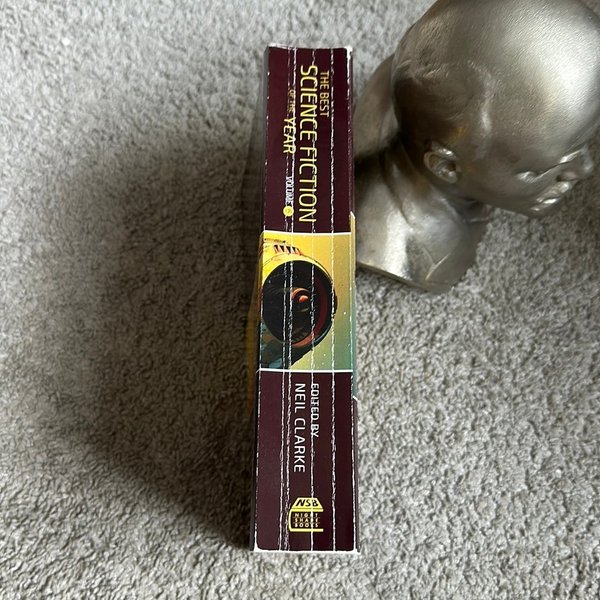 THE BEST
SCIENCE FICTION
OF THE YEAR
VOLUME
EDITED BY
NEIL CLARKE
NSB
NIGHT
SHADE
BOOKS